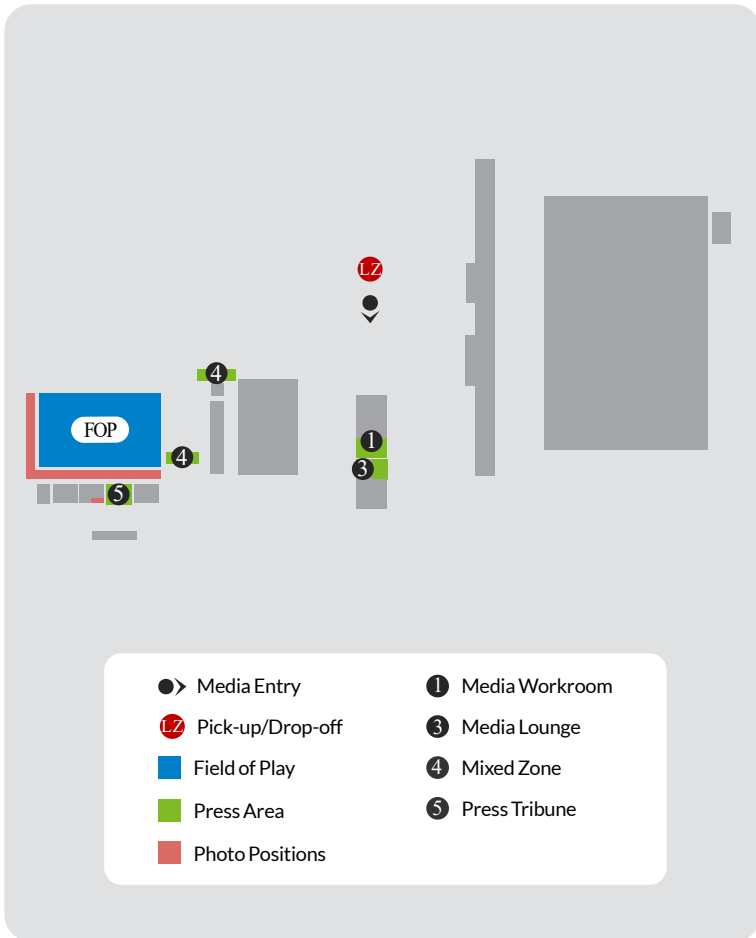 LZ
4
FOP
1
4
3
5
Media Entry
1 Media Workroom
LZ Pick-up/Drop-off
3 Media Lounge
Field of Play
4 Mixed Zone
Press Area
5 Press Tribune
Photo Positions